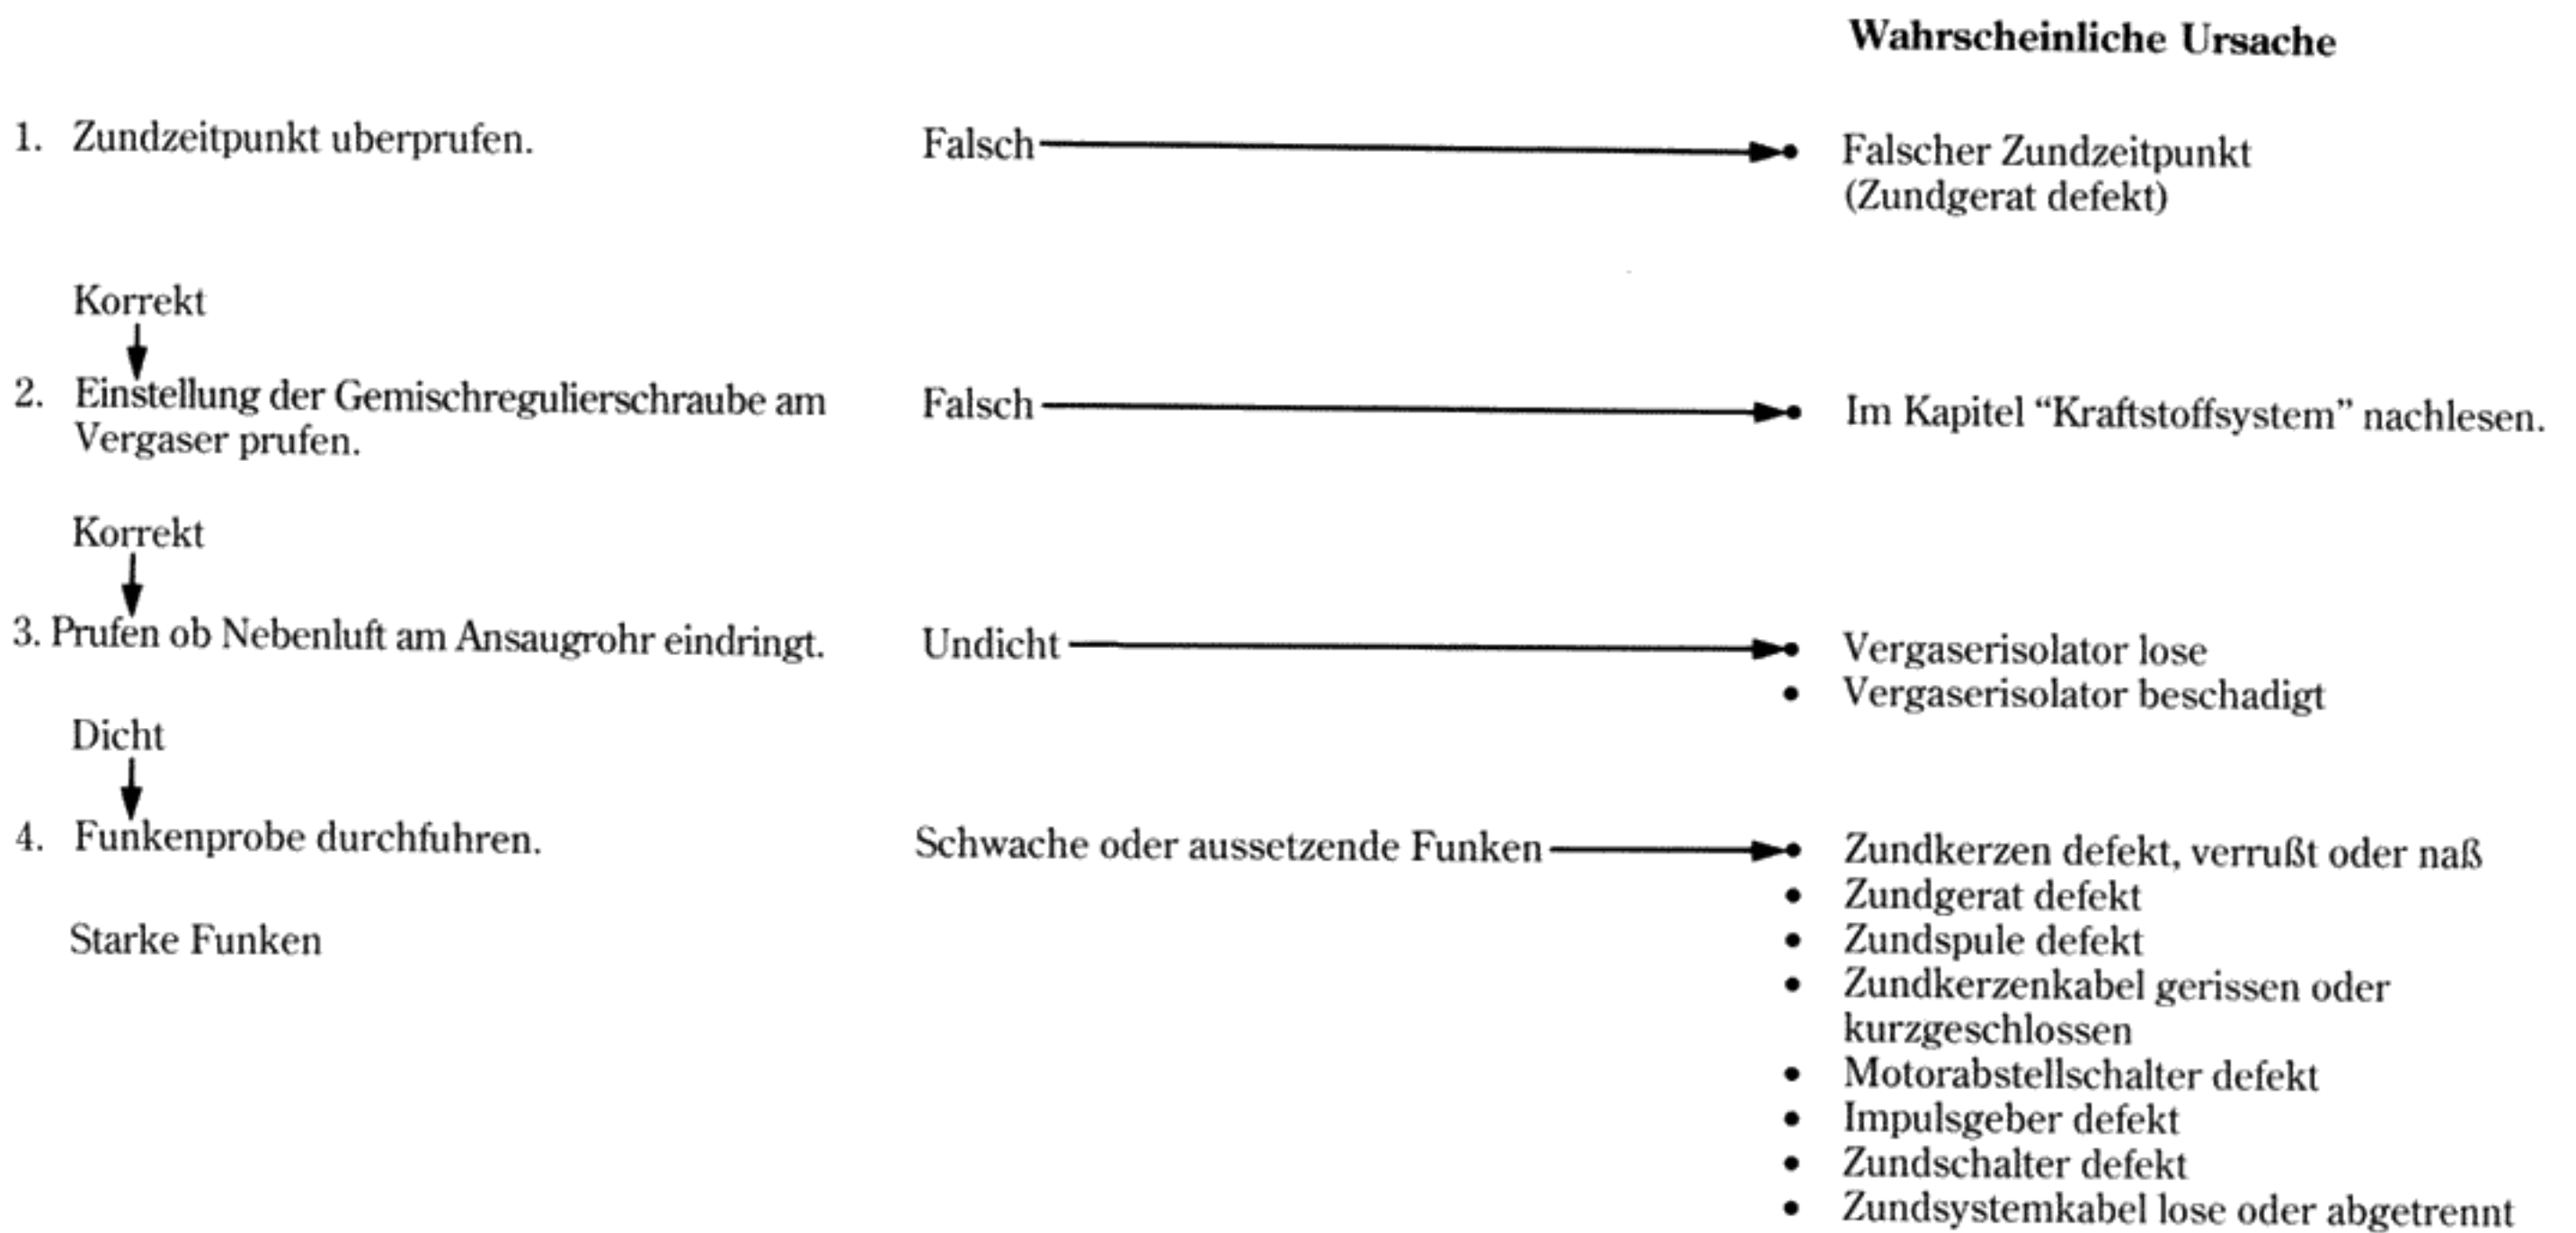 Wahrscheinliche Ursache
1. Zundzeitpunkt uberprufen.
Falsch
• Falscher Zundzeitpunkt
(Zundgerat defekt)
Korrekt
2. Einstellung der Gemischregulierschraube am
Vergaser prufen.
Falsch
• Im Kapitel “Kraftstoffsystem” nachlesen.
Korrekt
3. Prufen ob Nebenluft am Ansaugrohr eindringt.
Undicht
• Vergaserisolator lose
• Vergaserisolator beschadigt
Dicht
4. Funkenprobe durchfuhren.
Schwache oder aussetzende Funken
• Zundkerzen defekt, verrußt oder naß
• Zundgerat defekt
Starke Funken
• Zundspule defekt
• Zundkerzenkabel gerissen oder
kurzgeschlossen
• Motorabstellschalter defekt
• Impulsgeber defekt
• Zundschalter defekt
• Zundsystemkabel lose oder abgetrennt